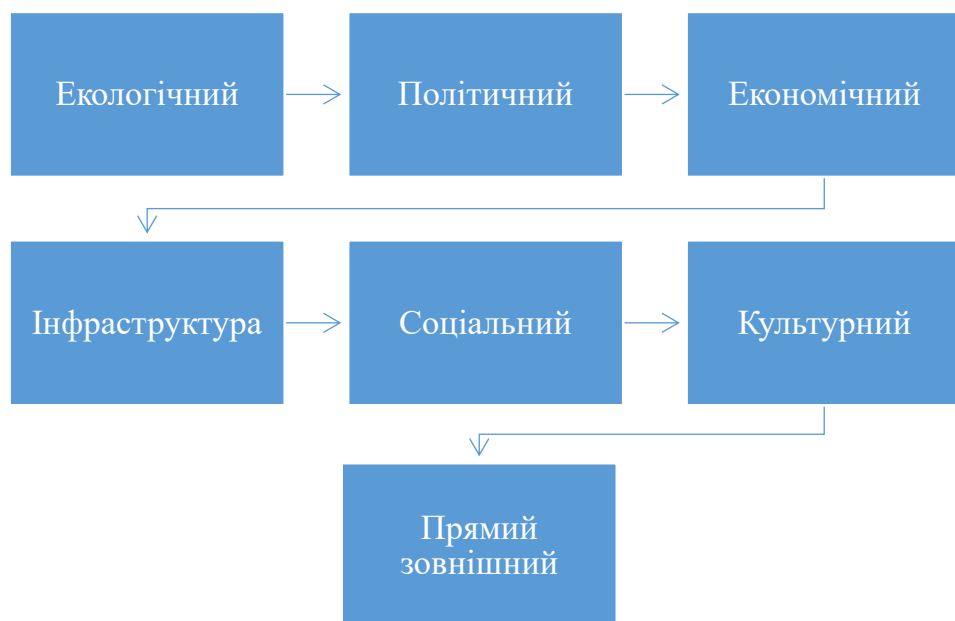 Екологічний
Політичний
Економічний
Інфраструктура
Соціальний
Культурний
Прямий
зовнішний